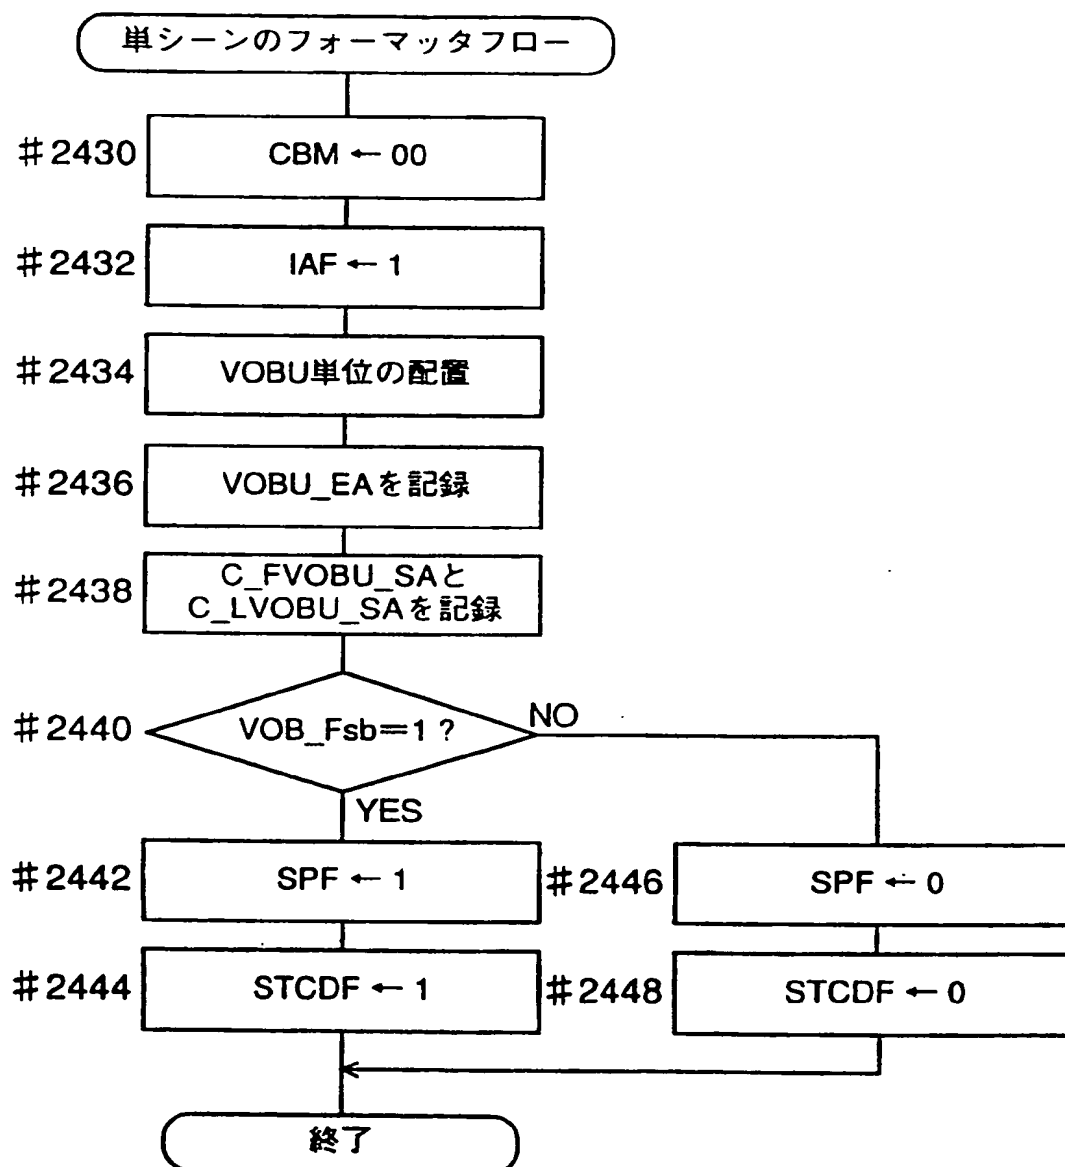 単シーンのフォーマッタフロー
#2430
CBM ← 00
#2432
IAF ← 1
#2434
VOBU単位の配置
#2436
VOBU_EAを記録
#2438
C_FVOBU_SAと
C_LVOBU_SAを記録
#2440
VOB_Fsb=1 ?
NO
YES
#2442
SPF ← 1
#2446
SPF ← 0
#2444
STCDF ← 1
#2448
STCDF ← 0
終了